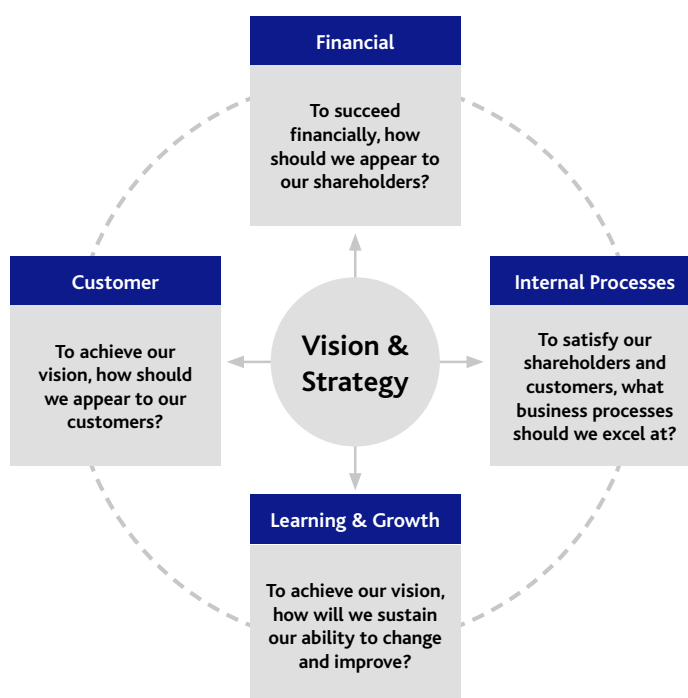 Financial
To succeed
financially, how
should we appear to
our shareholders?
Customer
To achieve our
vision, how should
we appear to our
customers?
Vision &
Strategy
Internal Processes
To satisfy our
shareholders and
customers, what
business processes
should we excel at?
Learning & Growth
To achieve our vision,
how will we sustain
our ability to change
and improve?